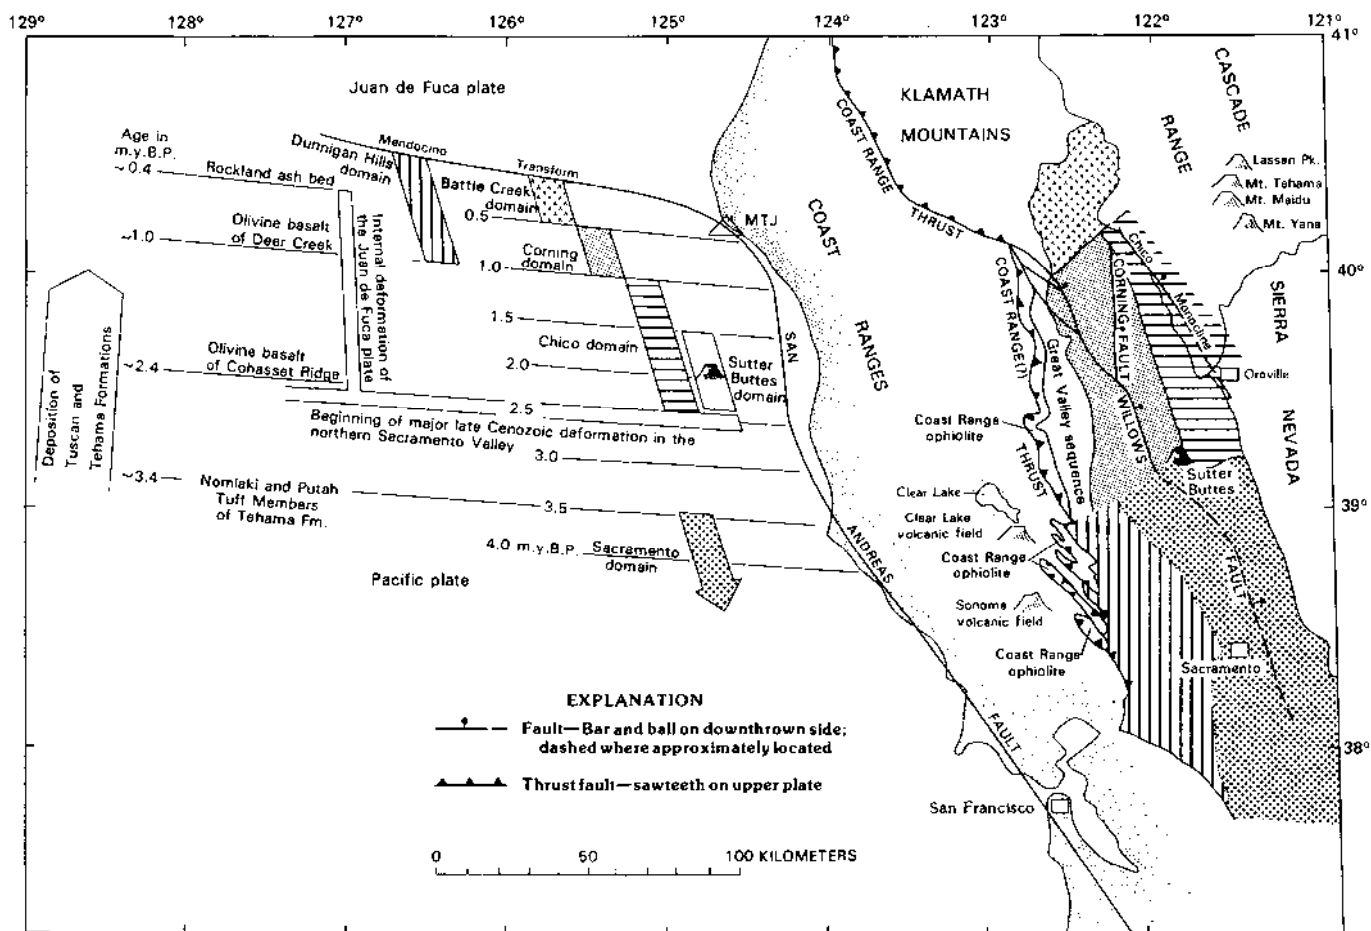 129°
128°
127°
126°
125°
124°
123°
122°
121°
41°
40°
39°
38°
Juan de Fuca plate
Age in
m.y.B.P.
~0.4
Rockland ash bed
Dunnigan Hills
domain
Mendocino
Transform
Battle Creek
domain
0.5
MTJ
~1.0
Olivine basalt
of Deer Creek
Internal deformation of
the Juan de Fuca plate
Corning
domain
1.0
1.5
Chico domain
2.0
Sutter
Buttes
domain
~2.4
Olivine basalt
of Cohasset Ridge
2.5
Beginning of major late Cenozoic deformation in the
northern Sacramento Valley
3.0
Deposition of
Tuscan and
Tehama Formations
~3.4
Nomlaki and Putah
Tuff Members
of Tehama Fm.
3.5
4.0 m.y.B.P.
Sacramento
domain
Pacific plate
SAN
ANDREAS
FAULT
COAST
RANGES
KLAMATH
MOUNTAINS
COAST RANGE
THRUST
CASCADE
RANGE
Lassen Pk.
Mt. Tehama
Mt. Maidu
Mt. Yana
SIERRA
NEVADA
Chico
Monocline
CORNING FAULT
WILLOWS
FAULT
COAST RANGE(?)
THRUST
Great Valley sequence
Oroville
Coast Range
ophiolite
Sutter
Buttes
Clear Lake
Clear Lake
volcanic field
Coast Range
ophiolite
Sonoma
volcanic field
Coast Range
ophiolite
Sacramento
San Francisco
EXPLANATION
Fault—Bar and ball on downthrown side;
dashed where approximately located
Thrust fault—sawteeth on upper plate
0 50 100 KILOMETERS